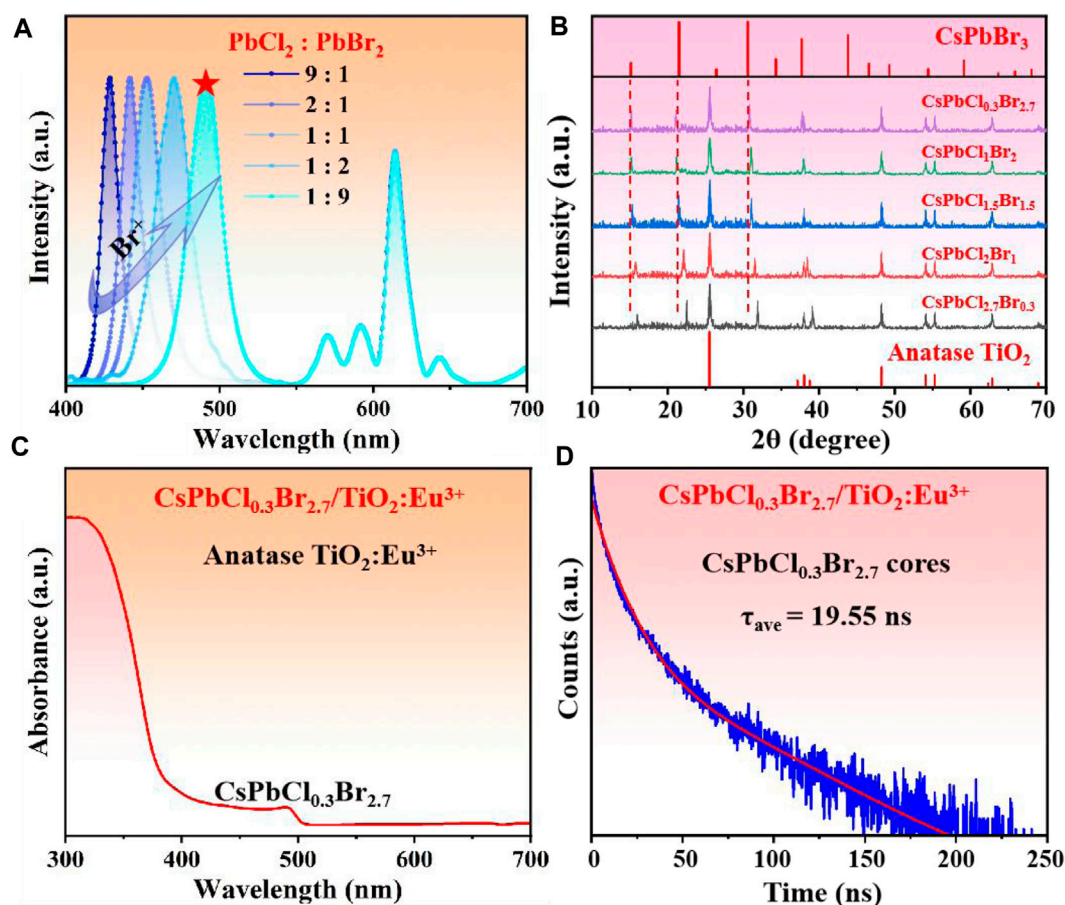 A
PbCl₂ : PbBr₂
9 : 1
2 : 1
1 : 1
1 : 2
1 : 9
Br⁺
Intensity (a.u.)
400 500 600 700
Wavelength (nm)
B
CsPbBr₃
CsPbCl₀.₃Br₂.₇
CsPbCl₁Br₂
CsPbCl₁.₅Br₁.₅
CsPbCl₂Br₁
CsPbCl₂.₇Br₀.₃
Anatase TiO₂
Intensity (a.u.)
10 20 30 40 50 60 70
2θ (degree)
C
CsPbCl₀.₃Br₂.₇/TiO₂:Eu³⁺
Anatase TiO₂:Eu³⁺
CsPbCl₀.₃Br₂.₇
Absorbance (a.u.)
300 400 500 600 700
Wavelength (nm)
D
CsPbCl₀.₃Br₂.₇/TiO₂:Eu³⁺
CsPbCl₀.₃Br₂.₇ cores
τave = 19.55 ns
Counts (a.u.)
0 50 100 150 200 250
Time (ns)